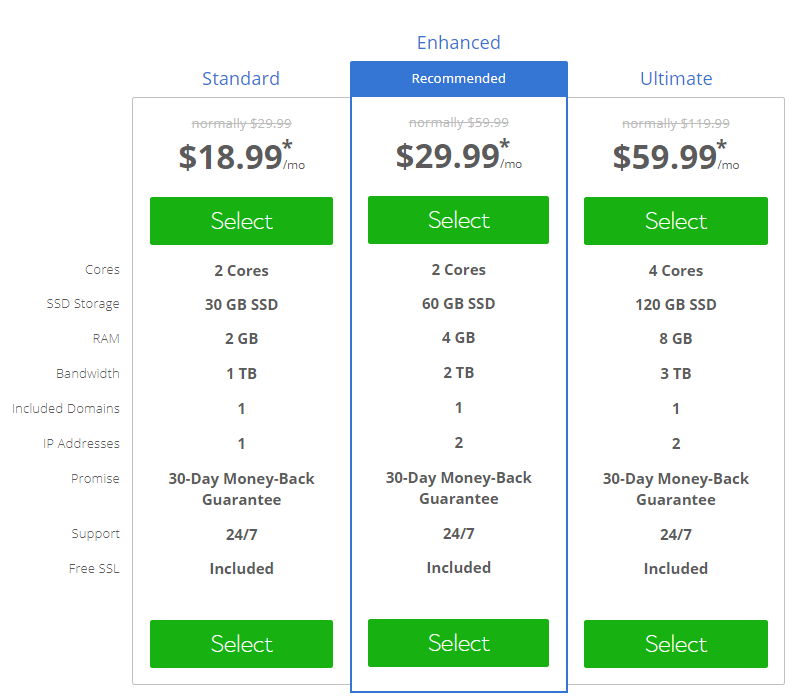 Enhanced
Standard Recommended Ultimate
normally $29.99 normally $59.99 normally $119.99
$18.99*/mo $29.99*/mo $59.99*/mo
Select Select Select
Cores 2 Cores 2 Cores 4 Cores
SSD Storage 30 GB SSD 60 GB SSD 120 GB SSD
RAM 2 GB 4 GB 8 GB
Bandwidth 1 TB 2 TB 3 TB
Included Domains 1 1 1
IP Addresses 1 2 2
Promise 30-Day Money-Back 30-Day Money-Back 30-Day Money-Back
Guarantee Guarantee Guarantee
Support 24/7 24/7 24/7
Free SSL Included Included Included
Select Select Select